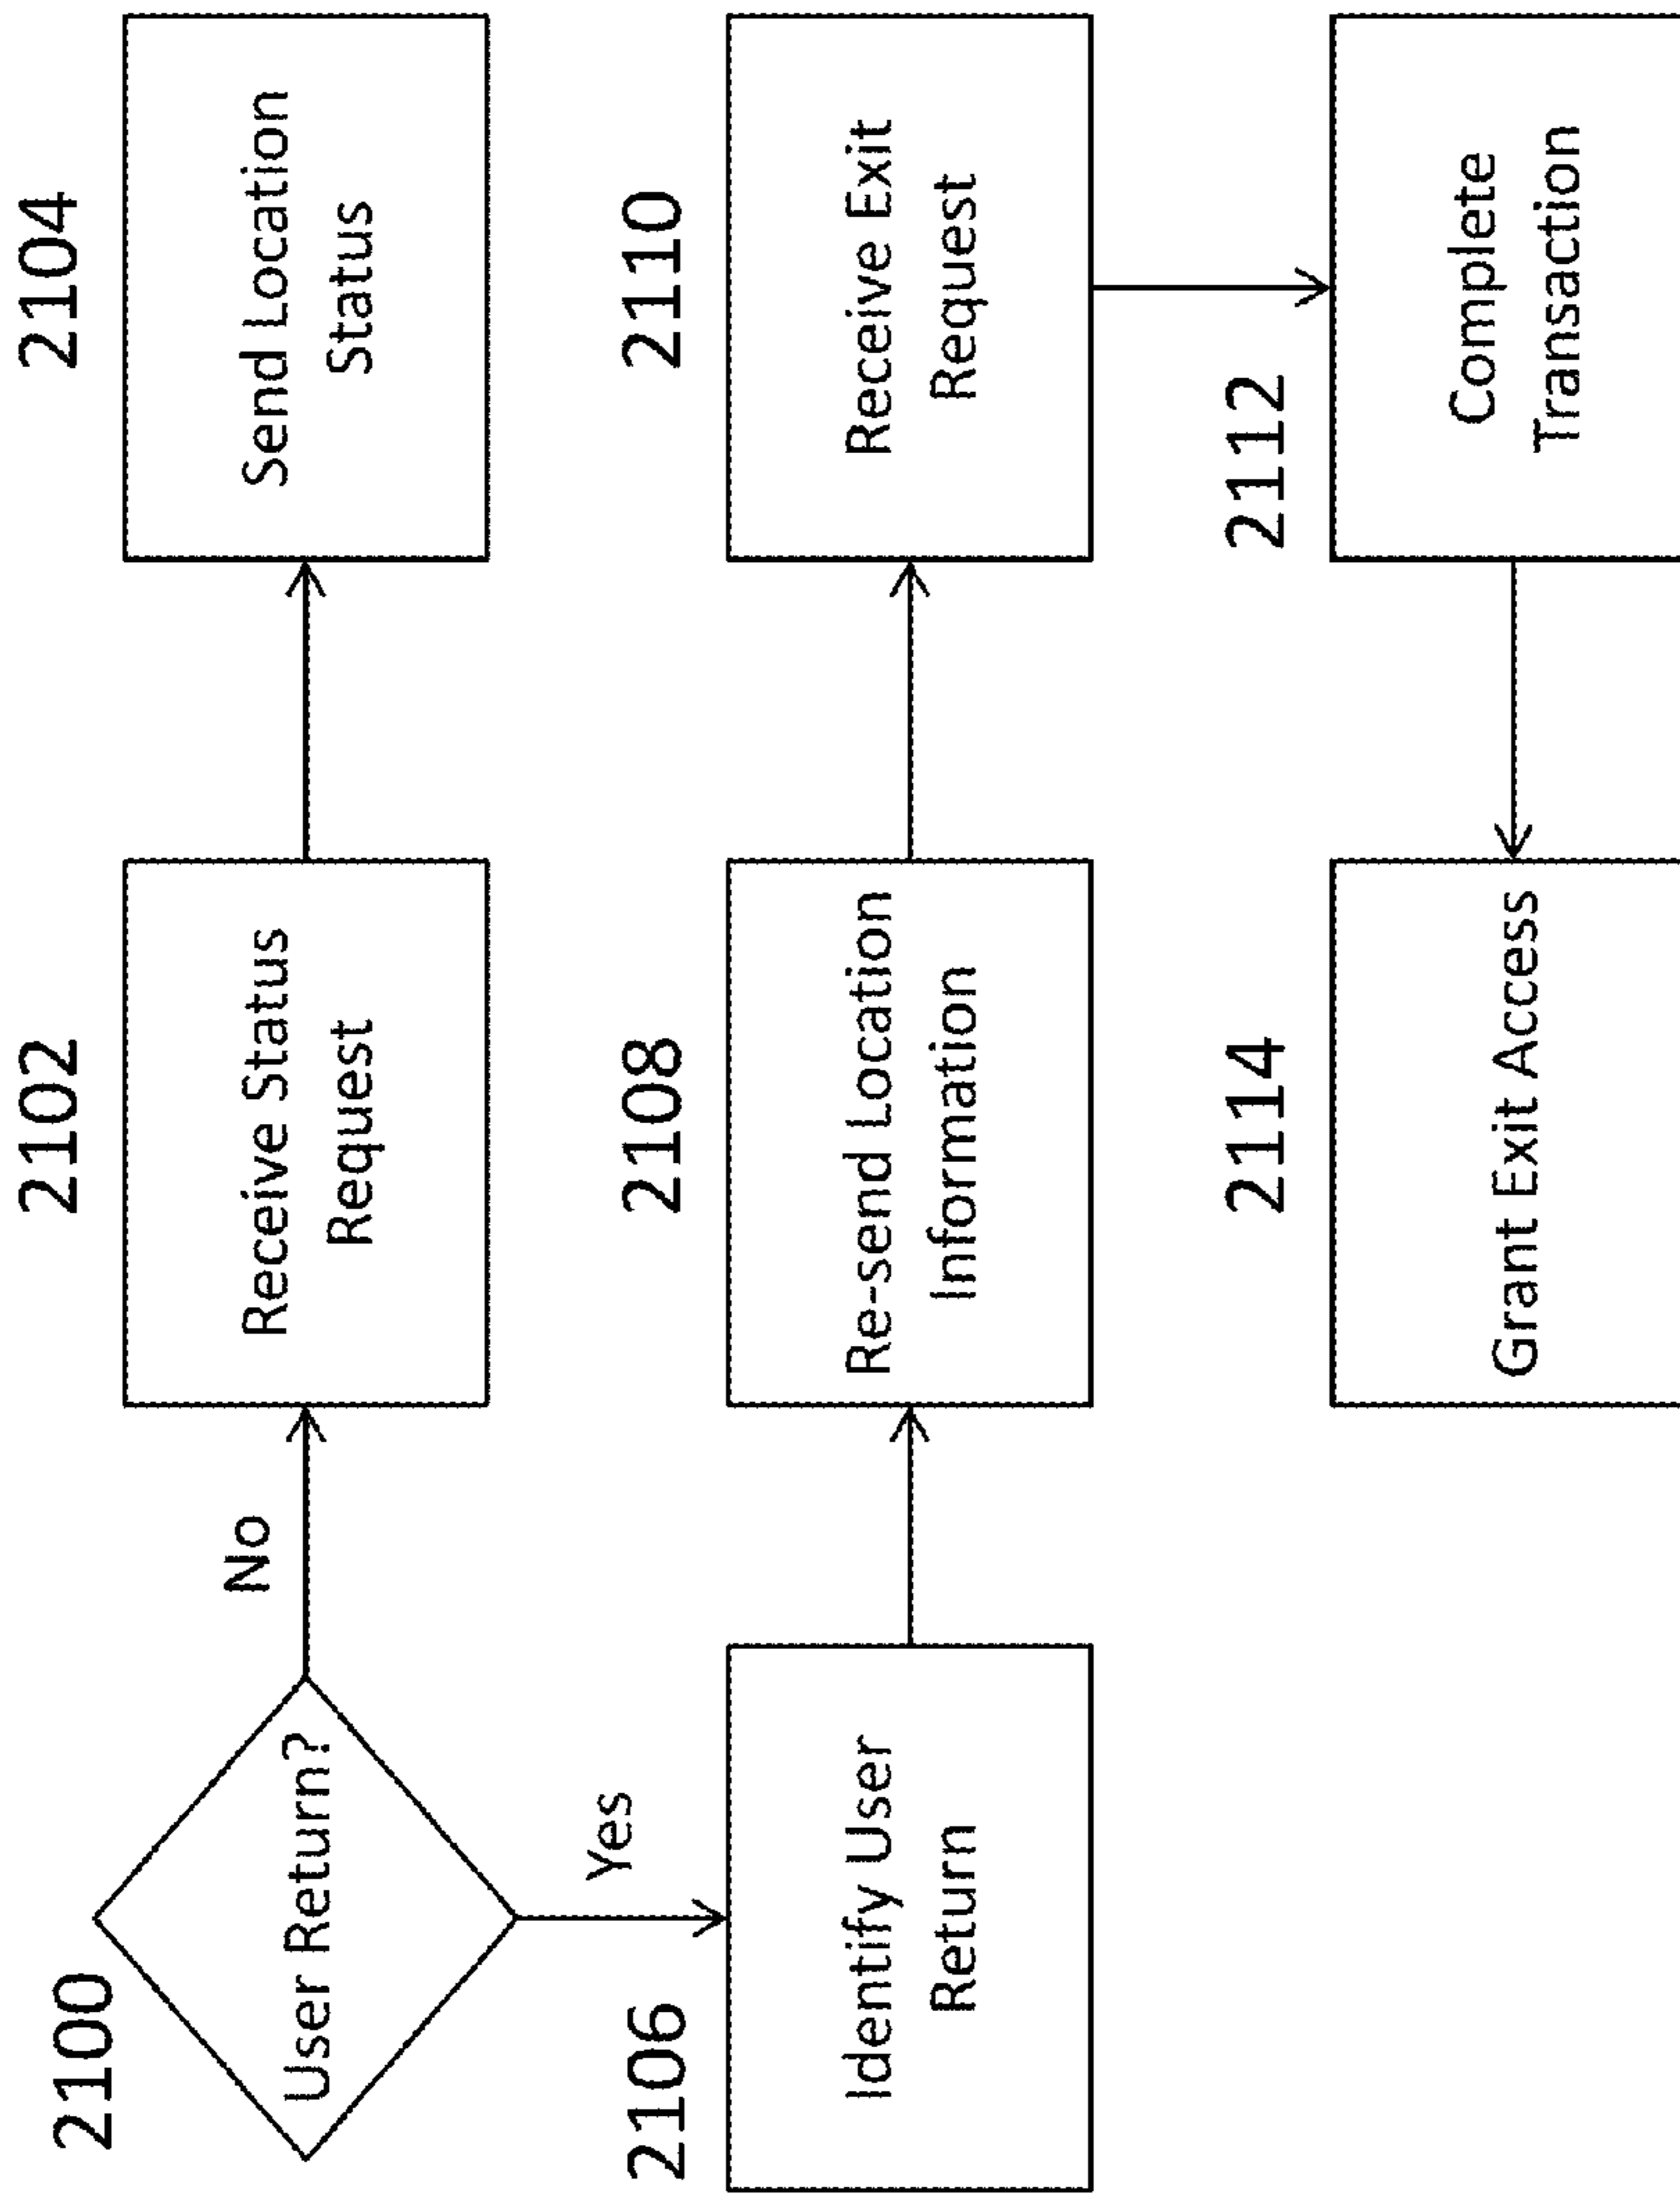 2100
User Return?
No
2102
Receive Status
Request
2104
Send Location
Status
Yes
2106
Identify User
Return
2108
Re-send Location
Information
2110
Receive Exit
Request
2112
Complete
Transaction
2114
Grant Exit Access